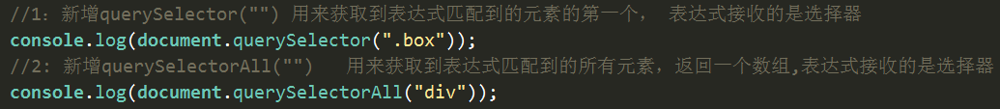 //1：新增querySelector("") 用来获取到表达式匹配到的元素的第一个， 表达式接收的是选择器
console.log(document.querySelector(".box"));
//2: 新增querySelectorAll("")   用来获取到表达式匹配到的所有元素，返回一个数组,表达式接收的是选择器
console.log(document.querySelectorAll("div"));